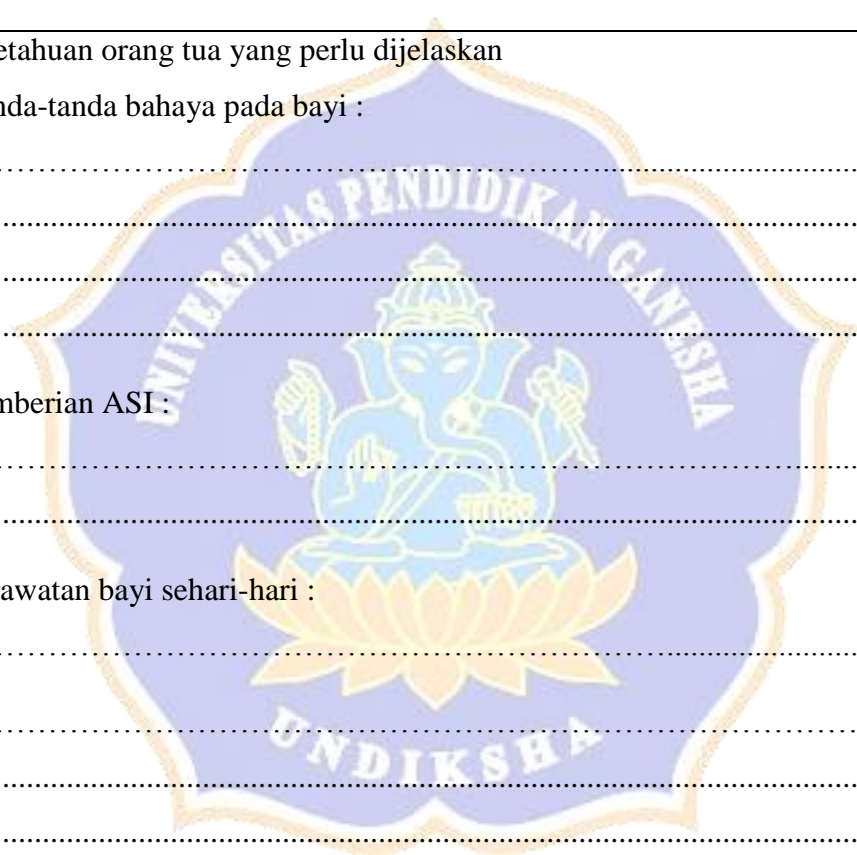 etahuan orang tua yang perlu dijelaskan
nda-tanda bahaya pada bayi :
……………………………………………………………...............................
................................................................................................
................................................................................................
................................................................................................
UNIVERSITAS PENDIDIKAN GANESHA
mberian ASI :
……………………………………………………………………………........
................................................................................................
awatan bayi sehari-hari :
………………………………………………………………........................
……………………………………………………………………………………
................................................................................................
................................................................................................
UNDIKSHA